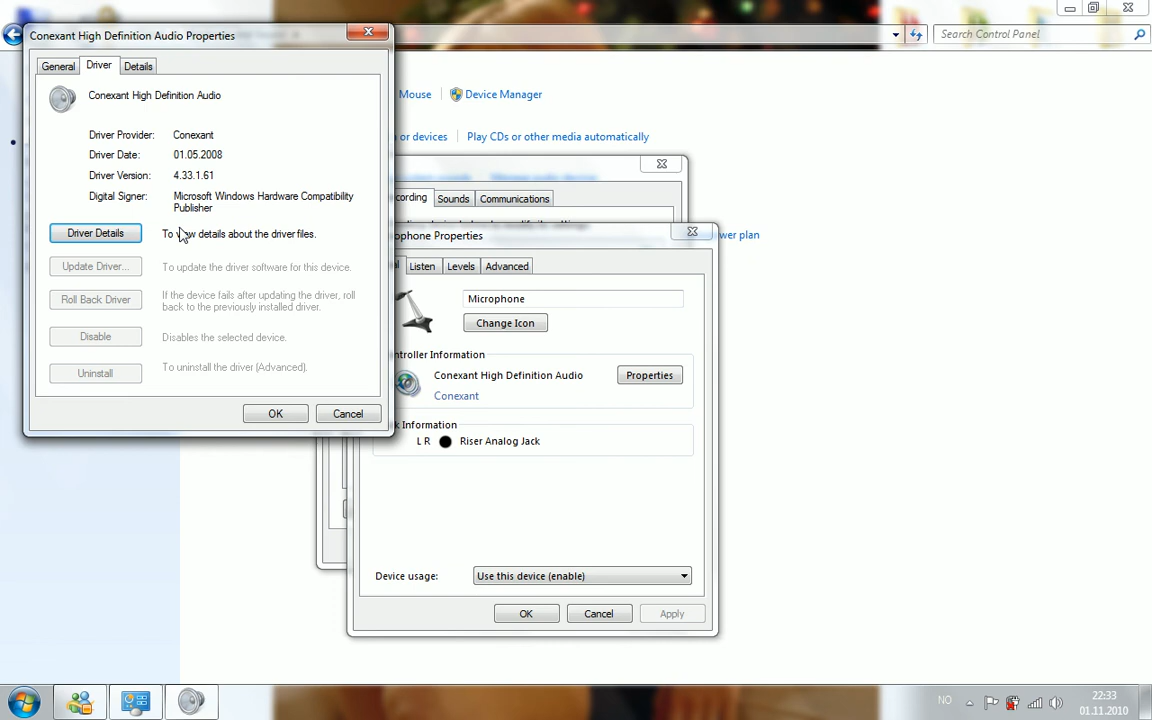 Conexant High Definition Audio Properties
Search Control Panel
General
Driver
Details
Conexant High Definition Audio
Driver Provider:
Conexant
Driver Date:
01.05.2008
Driver Version:
4.33.1.61
Digital Signer:
Microsoft Windows Hardware Compatibility
Publisher
Driver Details
To view details about the driver files.
Update Driver...
To update the driver software for this device.
Roll Back Driver
If the device fails after updating the driver, roll
back to the previously installed driver.
Disable
Disables the selected device.
Uninstall
To uninstall the driver (Advanced).
OK
Cancel
Mouse
Device Manager
n or devices
Play CDs or other media automatically
cording
Sounds
Communications
wer plan
ophone Properties
Listen
Levels
Advanced
Microphone
Change Icon
ntroller Information
Conexant High Definition Audio
Properties
Conexant
k Information
L R
Riser Analog Jack
Device usage:
Use this device (enable)
OK
Cancel
Apply
NO
22:33
01.11.2010